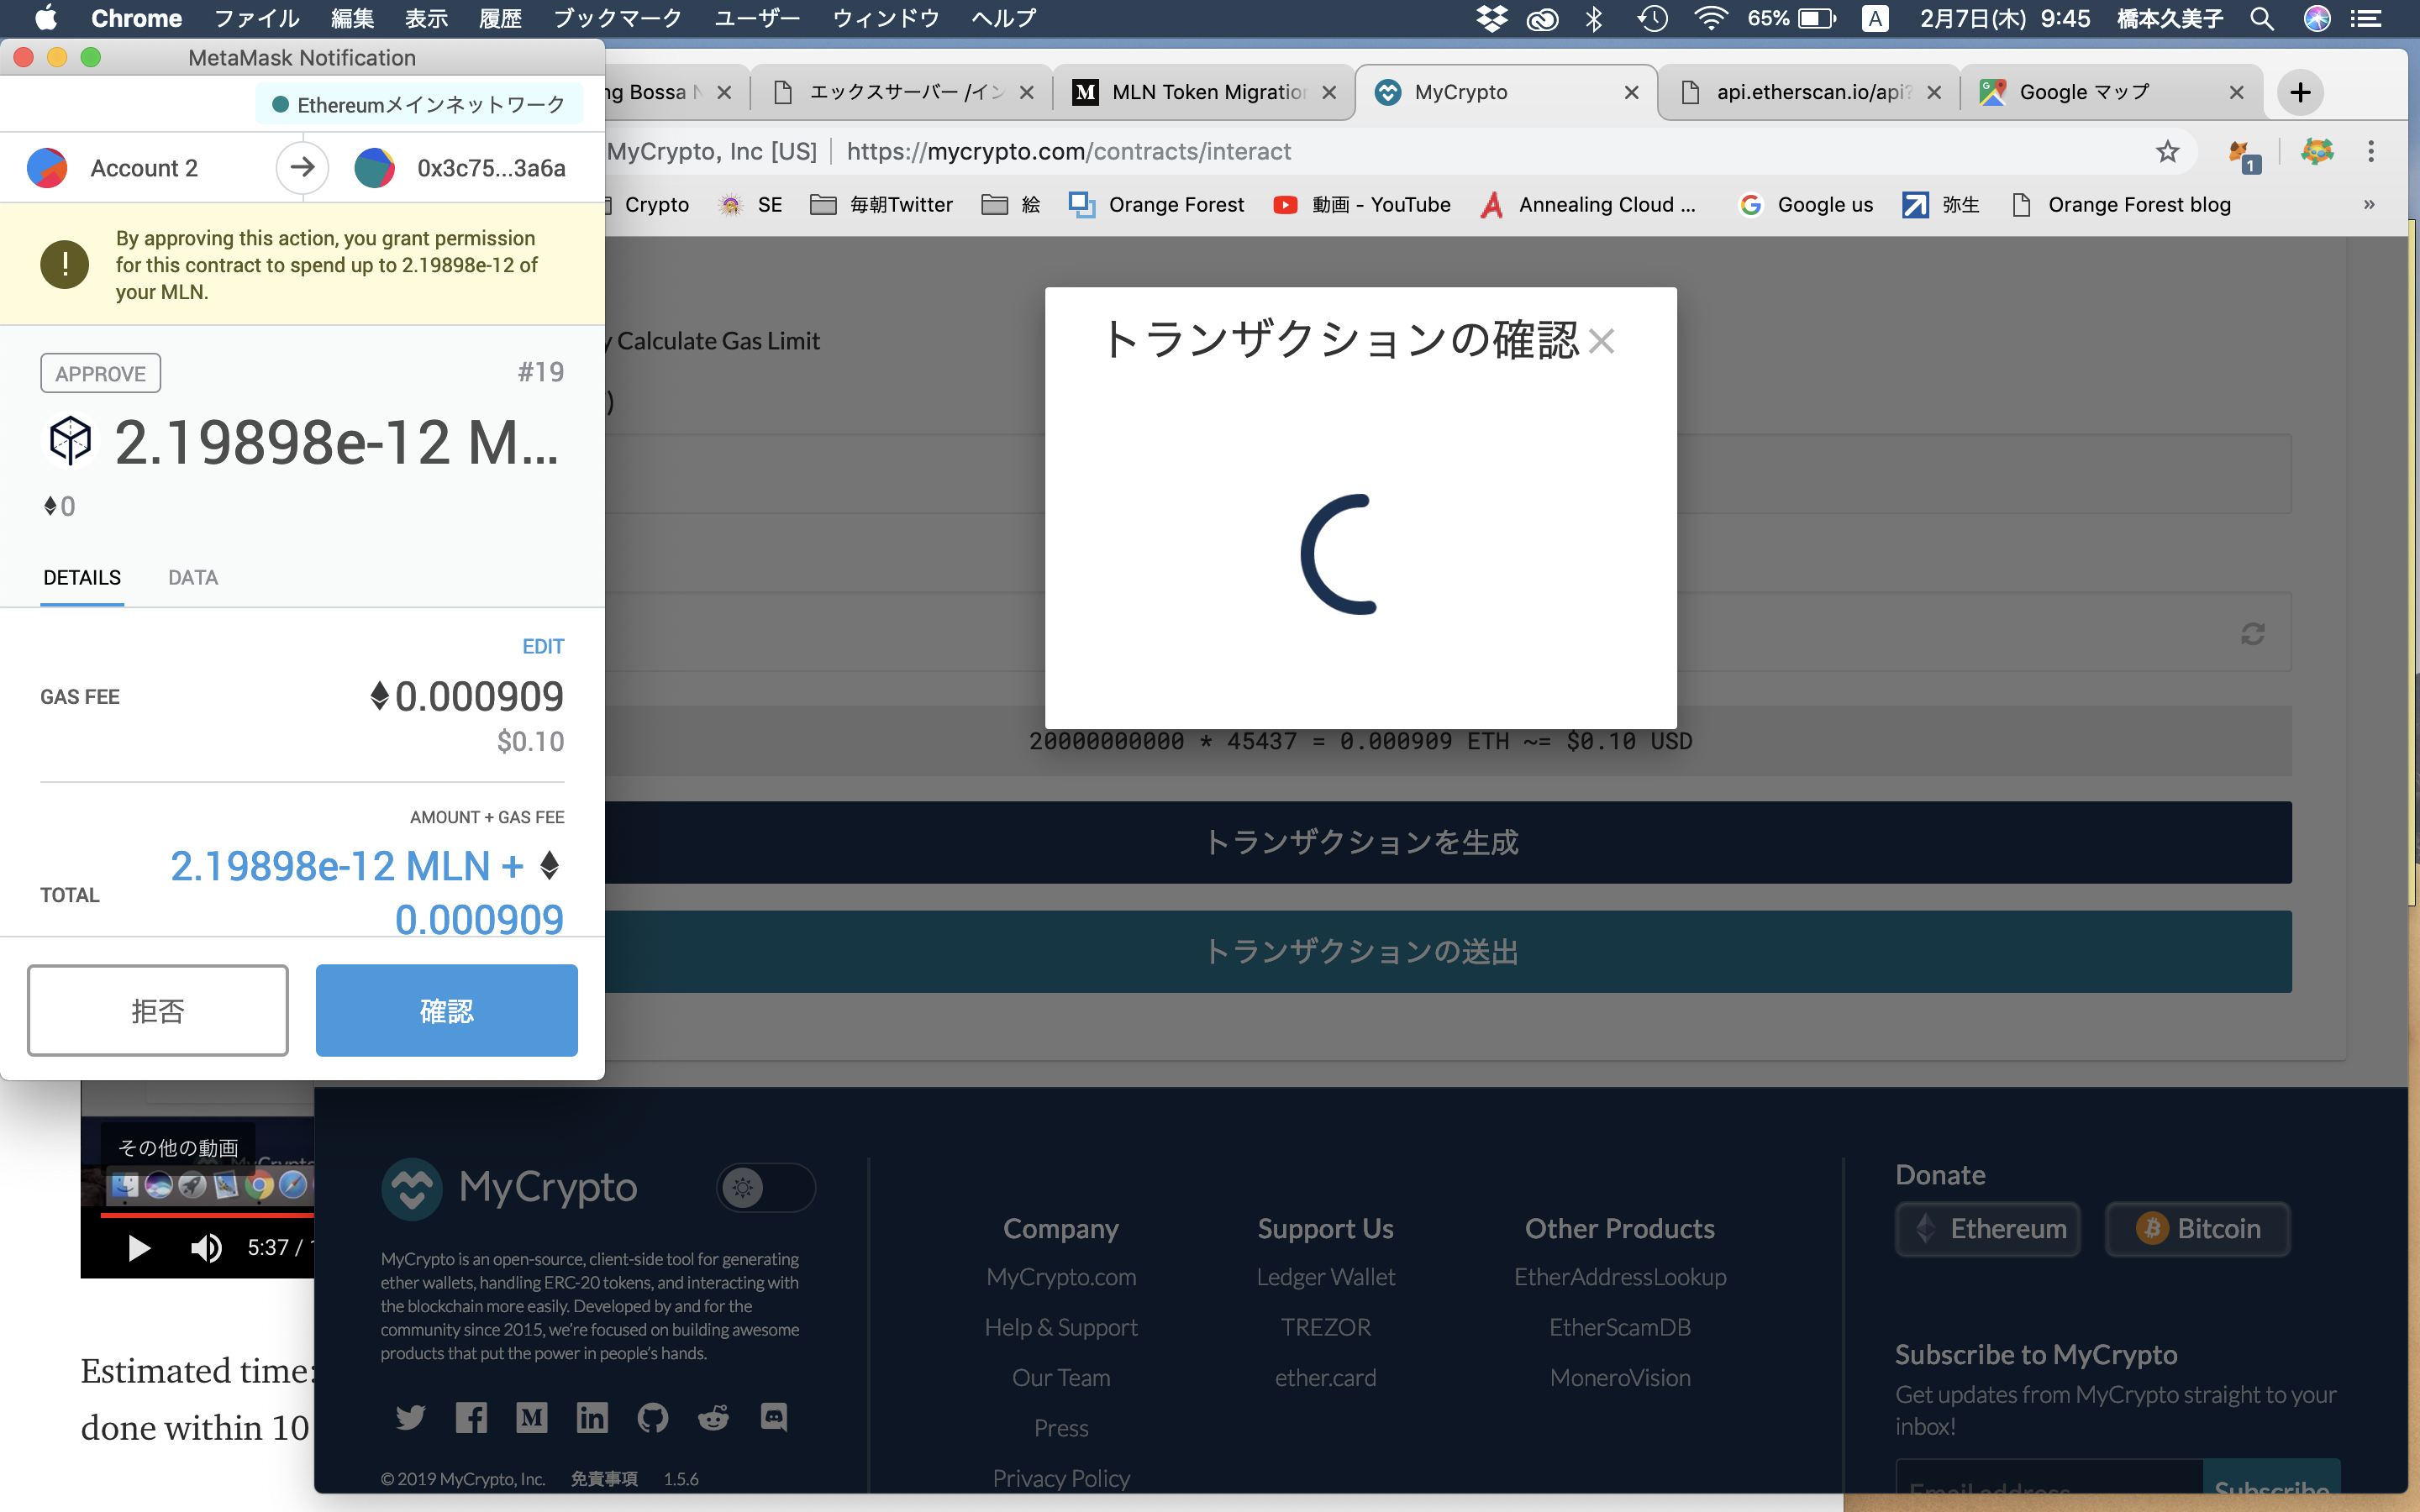 Chrome ファイル 編集 表示 履歴 ブックマーク ユーザー ウィンドウ ヘルプ 65% A 2月7日(木) 9:45 橋本久美子
MetaMask Notification
Ethereumメインネットワーク
Account 2 0x3c75...3a6a
By approving this action, you grant permission
for this contract to spend up to 2.19898e-12 of
your MLN.
APPROVE #19
2.19898e-12 M...
0
DETAILS DATA
EDIT
GAS FEE 0.000909
$0.10
AMOUNT + GAS FEE
2.19898e-12 MLN +
TOTAL
0.000909
拒否 確認
ng Bossa エックスサーバー /イン MLN Token Migration MyCrypto api.etherscan.io/api? Google マップ
MyCrypto, Inc [US] https://mycrypto.com/contracts/interact
1
Crypto SE 毎朝Twitter 絵 Orange Forest 動画 - YouTube Annealing Cloud ... Google us 弥生 Orange Forest blog »
Calculate Gas Limit
)
トランザクションの確認
20000000000 * 45437 = 0.000909 ETH ~= $0.10 USD
トランザクションを生成
トランザクションの送出
その他の動画
5:37 /
Estimated time:
done within 10
MyCrypto
MyCrypto is an open-source, client-side tool for generating
ether wallets, handling ERC-20 tokens, and interacting with
the blockchain more easily. Developed by and for the
community since 2015, we're focused on building awesome
products that put the power in people's hands.
© 2019 MyCrypto, Inc. 免責事項 1.5.6
Company
MyCrypto.com
Help & Support
Our Team
Press
Privacy Policy
Support Us
Ledger Wallet
TREZOR
ether.card
Other Products
EtherAddressLookup
EtherScamDB
MoneroVision
Donate
Ethereum Bitcoin
Subscribe to MyCrypto
Get updates from MyCrypto straight to your
inbox!
Email address Subscribe